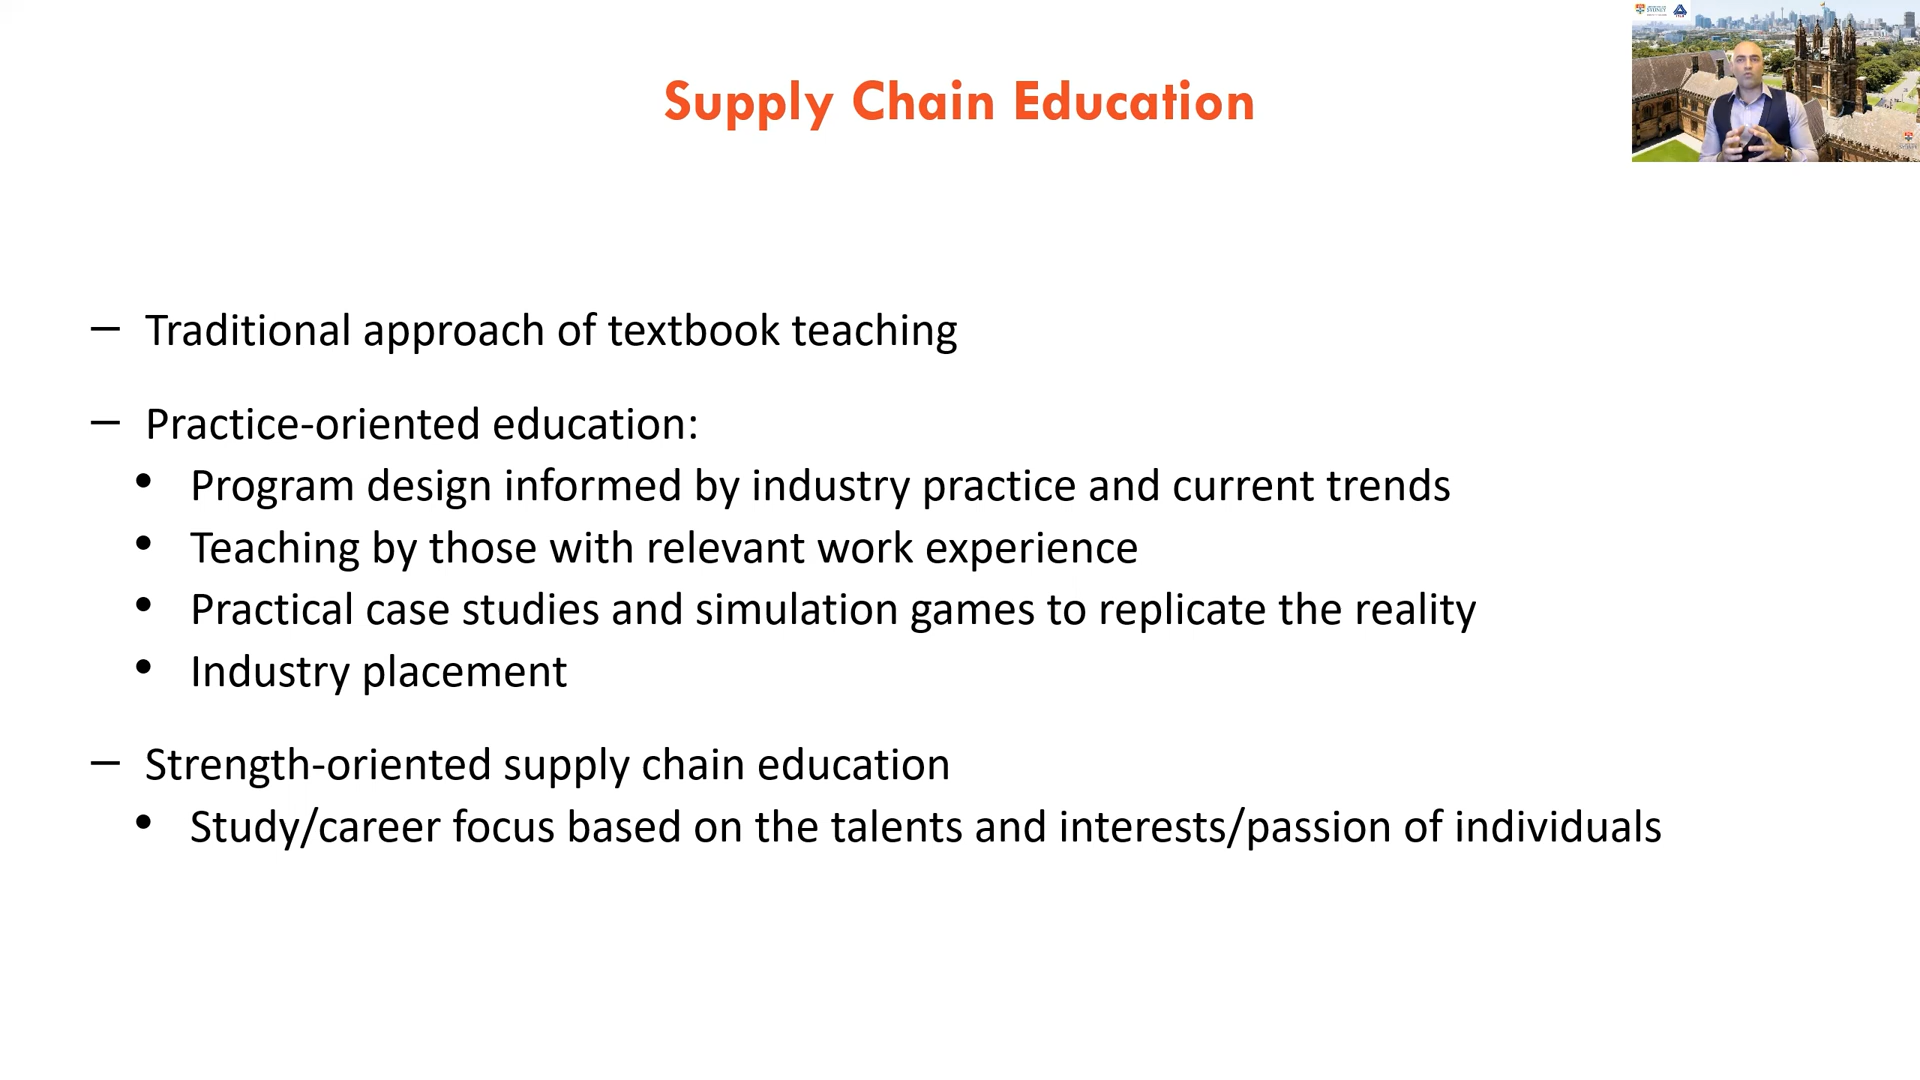 Supply Chain Education
– Traditional approach of textbook teaching
– Practice-oriented education:
• Program design informed by industry practice and current trends
• Teaching by those with relevant work experience
• Practical case studies and simulation games to replicate the reality
• Industry placement
– Strength-oriented supply chain education
• Study/career focus based on the talents and interests/passion of individuals
SYDNEY